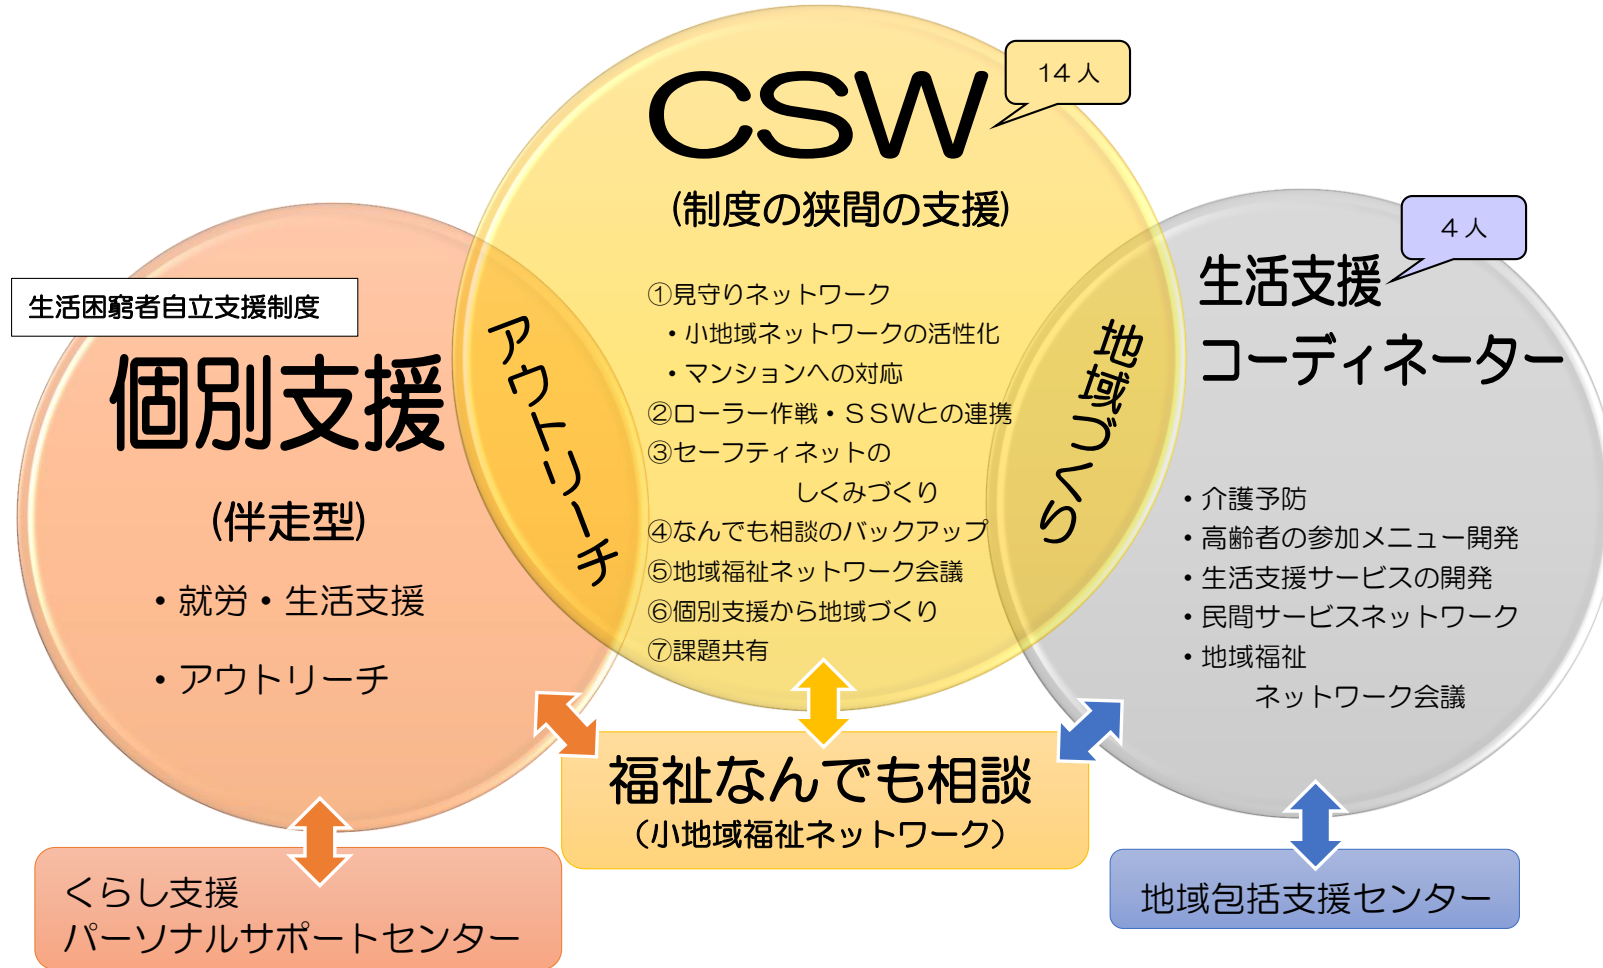 14人
CSW
(制度の狭間の支援)
①見守りネットワーク
・小地域ネットワークの活性化
・マンションへの対応
②ローラー作戦・SSWとの連携
③セーフティネットの
しくみづくり
④なんでも相談のバックアップ
⑤地域福祉ネットワーク会議
⑥個別支援から地域づくり
⑦課題共有
生活困窮者自立支援制度
個別支援
(伴走型)
・就労・生活支援
・アウトリーチ
アウトリーチ
地域づくり
4人
生活支援
コーディネーター
・介護予防
・高齢者の参加メニュー開発
・生活支援サービスの開発
・民間サービスネットワーク
・地域福祉
ネットワーク会議
福祉なんでも相談
(小地域福祉ネットワーク)
くらし支援
パーソナルサポートセンター
地域包括支援センター